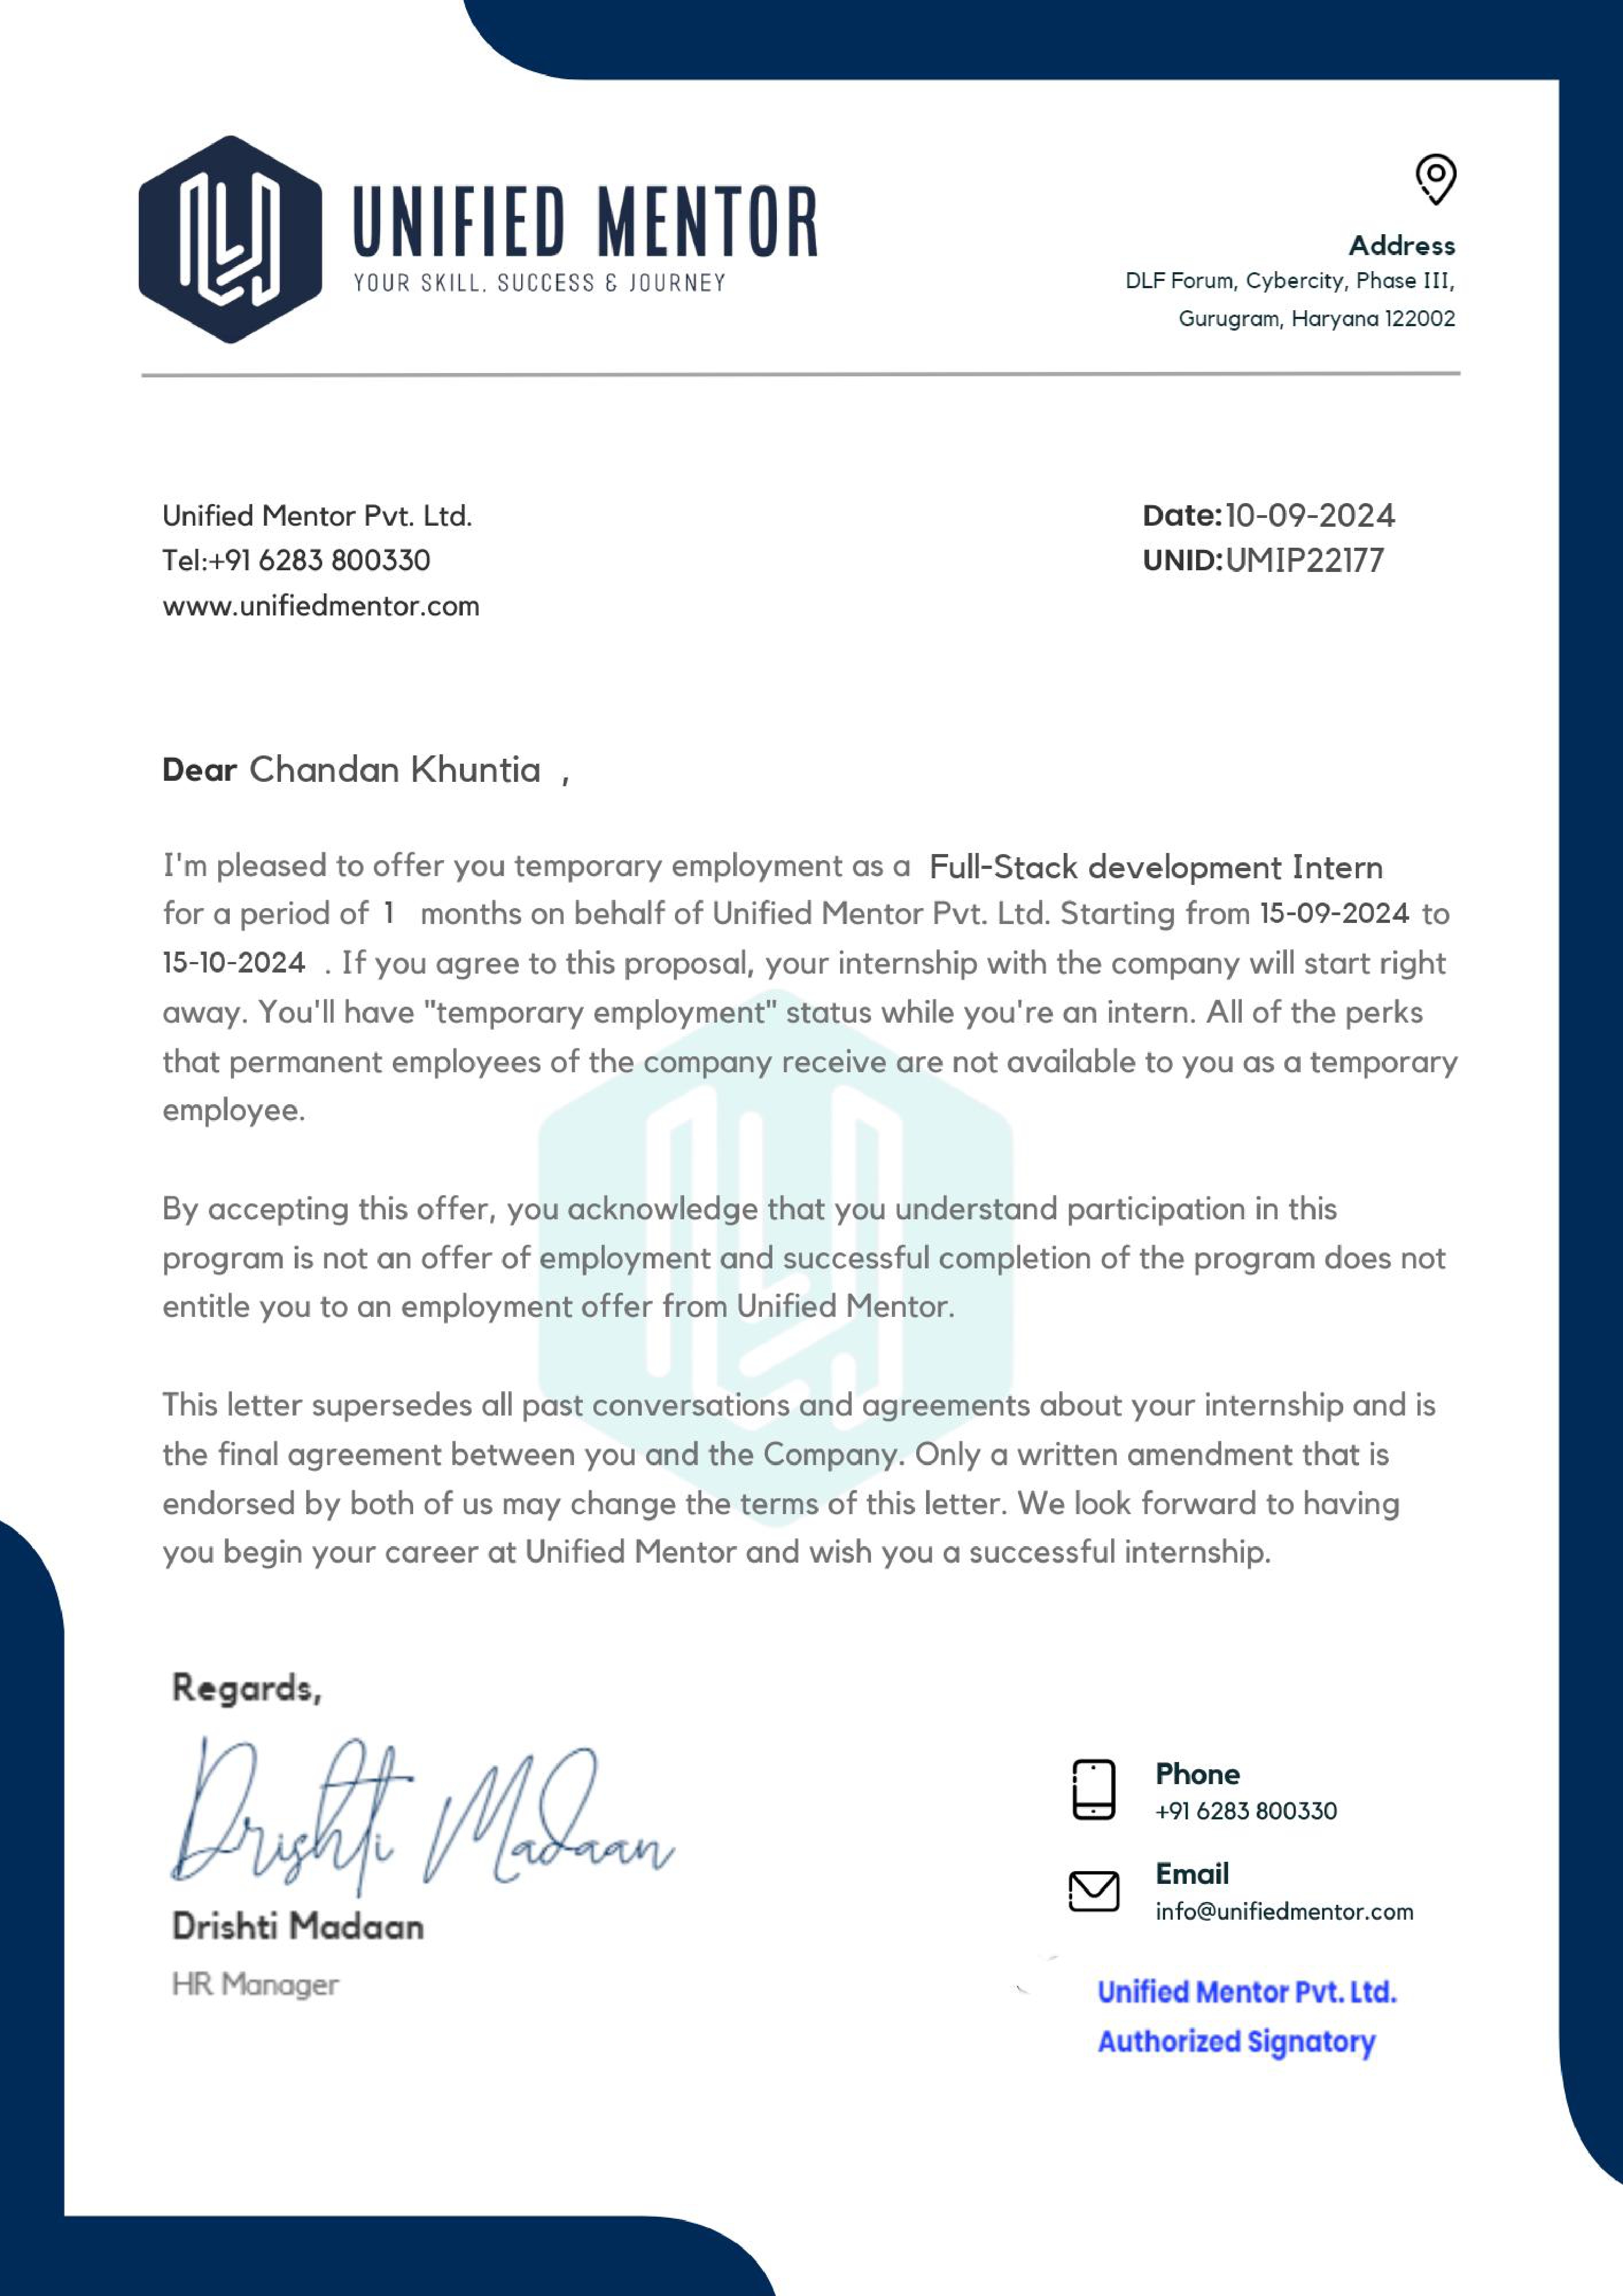 UNIFIED MENTOR
YOUR SKILL, SUCCESS & JOURNEY
Address
DLF Forum, Cybercity, Phase III,
Gurugram, Haryana 122002
Unified Mentor Pvt. Ltd.
Tel:+91 6283 800330
www.unifiedmentor.com
Date:10-09-2024
UNID:UMIP22177
Dear Chandan Khuntia ,
I'm pleased to offer you temporary employment as a Full-Stack development Intern
for a period of 1 months on behalf of Unified Mentor Pvt. Ltd. Starting from 15-09-2024 to
15-10-2024 . If you agree to this proposal, your internship with the company will start right
away. You'll have "temporary employment" status while you're an intern. All of the perks
that permanent employees of the company receive are not available to you as a temporary
employee.
By accepting this offer, you acknowledge that you understand participation in this
program is not an offer of employment and successful completion of the program does not
entitle you to an employment offer from Unified Mentor.
This letter supersedes all past conversations and agreements about your internship and is
the final agreement between you and the Company. Only a written amendment that is
endorsed by both of us may change the terms of this letter. We look forward to having
you begin your career at Unified Mentor and wish you a successful internship.
Regards,
Drishti Madaan
Drishti Madaan
HR Manager
Phone
+91 6283 800330
Email
info@unifiedmentor.com
Unified Mentor Pvt. Ltd.
Authorized Signatory